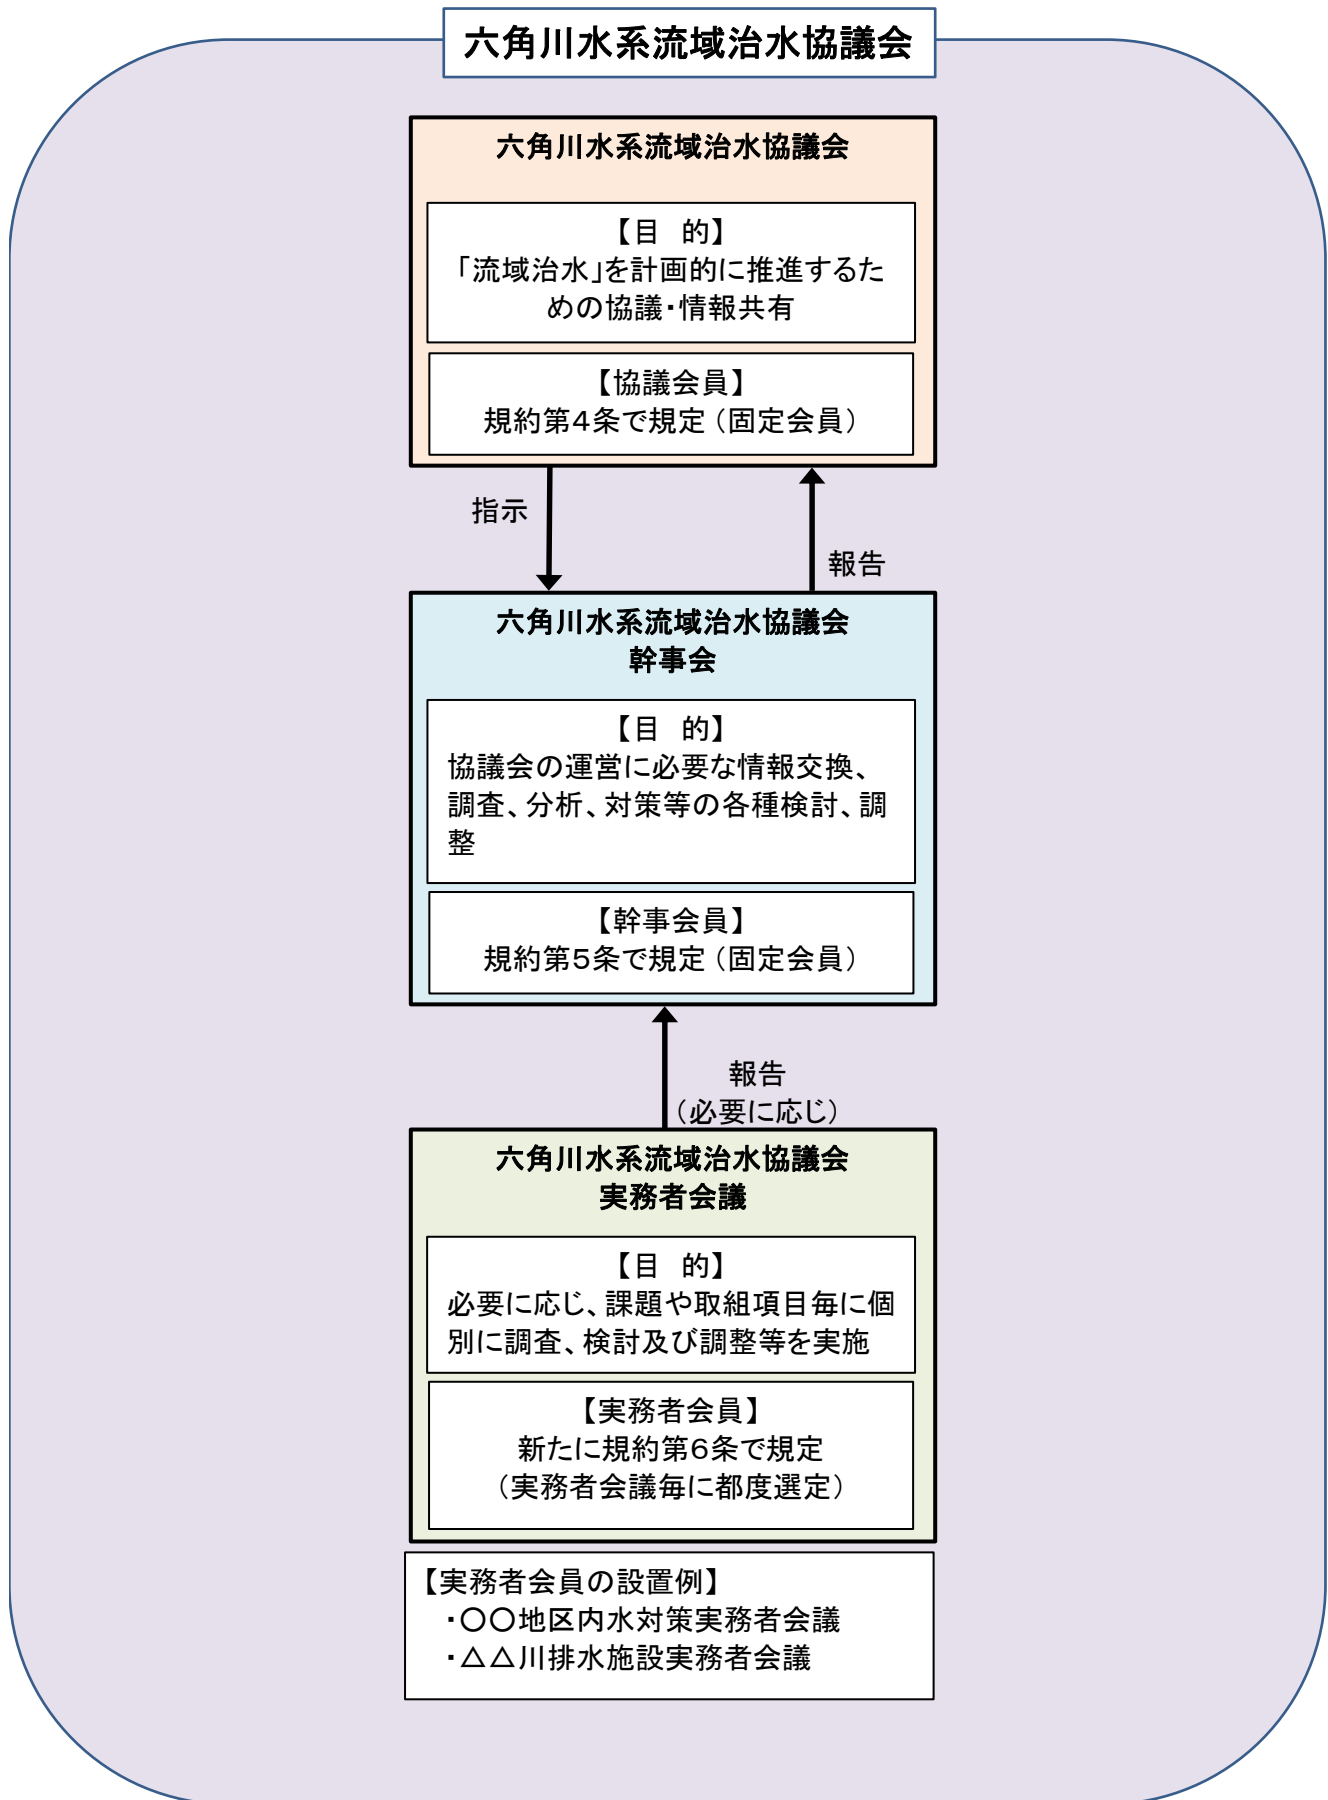 六角川水系流域治水協議会
六角川水系流域治水協議会
【目　的】
「流域治水」を計画的に推進するた
めの協議・情報共有
【協議会員】
規約第４条で規定（固定会員）
指示
報告
六角川水系流域治水協議会
幹事会
【目　的】
協議会の運営に必要な情報交換、
調査、分析、対策等の各種検討、調
整
【幹事会員】
規約第５条で規定（固定会員）
報告
（必要に応じ）
六角川水系流域治水協議会
実務者会議
【目　的】
必要に応じ、課題や取組項目毎に個
別に調査、検討及び調整等を実施
【実務者会員】
新たに規約第６条で規定
（実務者会議毎に都度選定）
【実務者会員の設置例】
・〇〇地区内水対策実務者会議
・△△川排水施設実務者会議